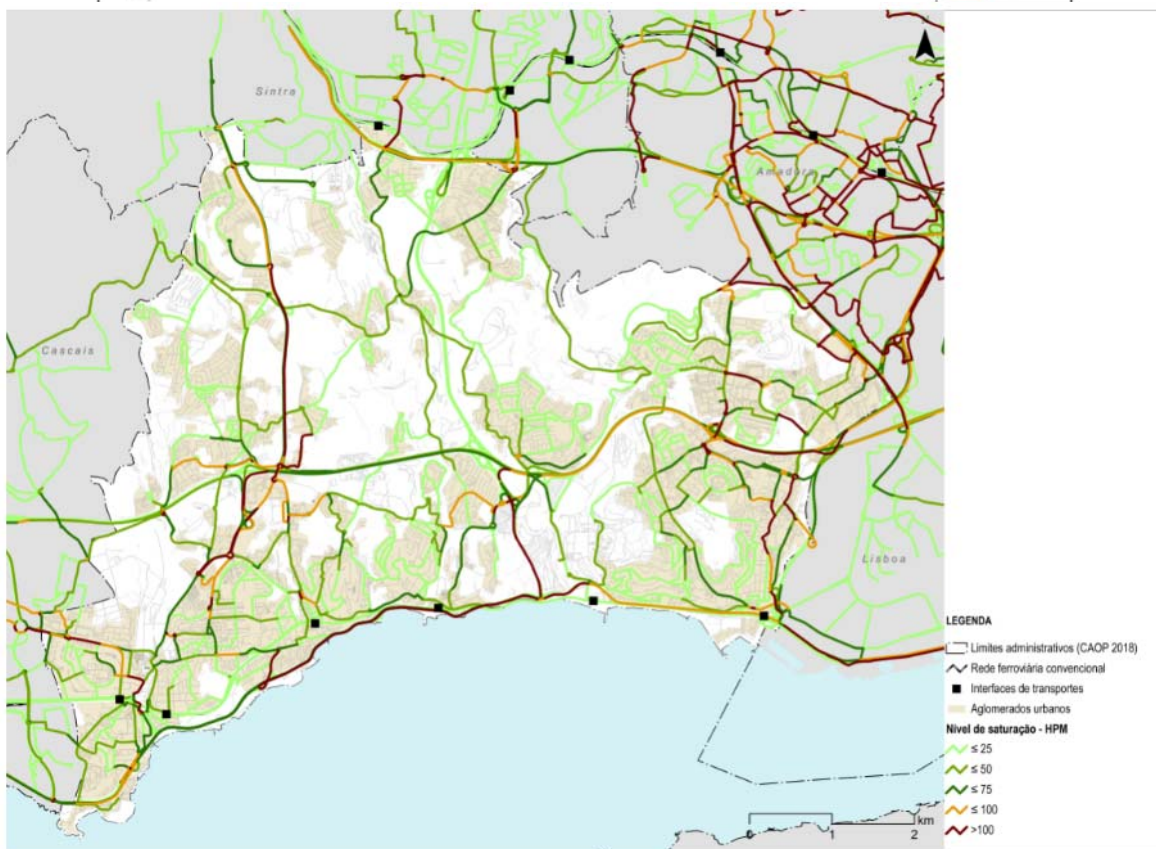 Sintra
Amadora
Cascais
Lisboa
LEGENDA
Limites administrativos (CAOP 2018)
Rede ferroviária convencional
Interfaces de transportes
Aglomerados urbanos
Nível de saturação - HPM
≤ 25
≤ 50
≤ 75
≤ 100
>100
km
0 1 2